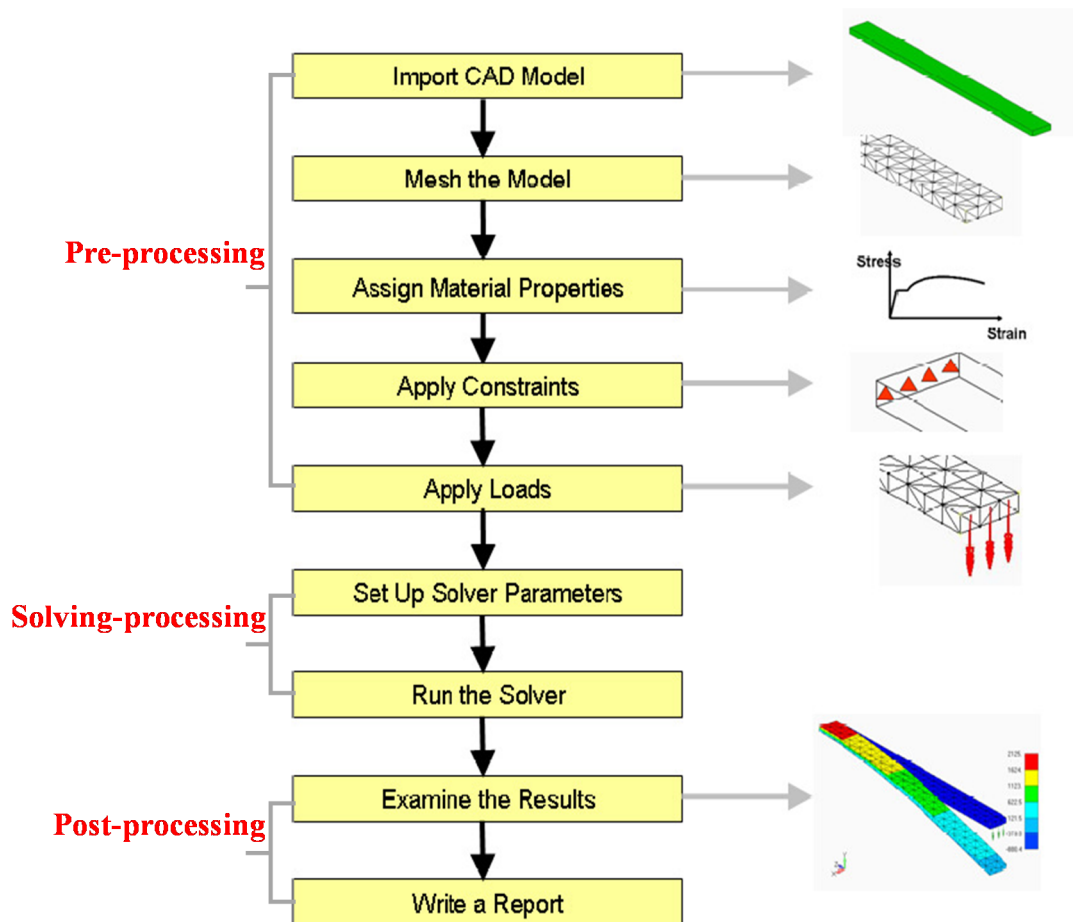 Import CAD Model
Mesh the Model
Pre-processing
Assign Material Properties
Stress
Strain
Apply Constraints
Apply Loads
Set Up Solver Parameters
Solving-processing
Run the Solver
Examine the Results
2125.
1624.
1123.
622.5
121.5
Post-processing
Write a Report